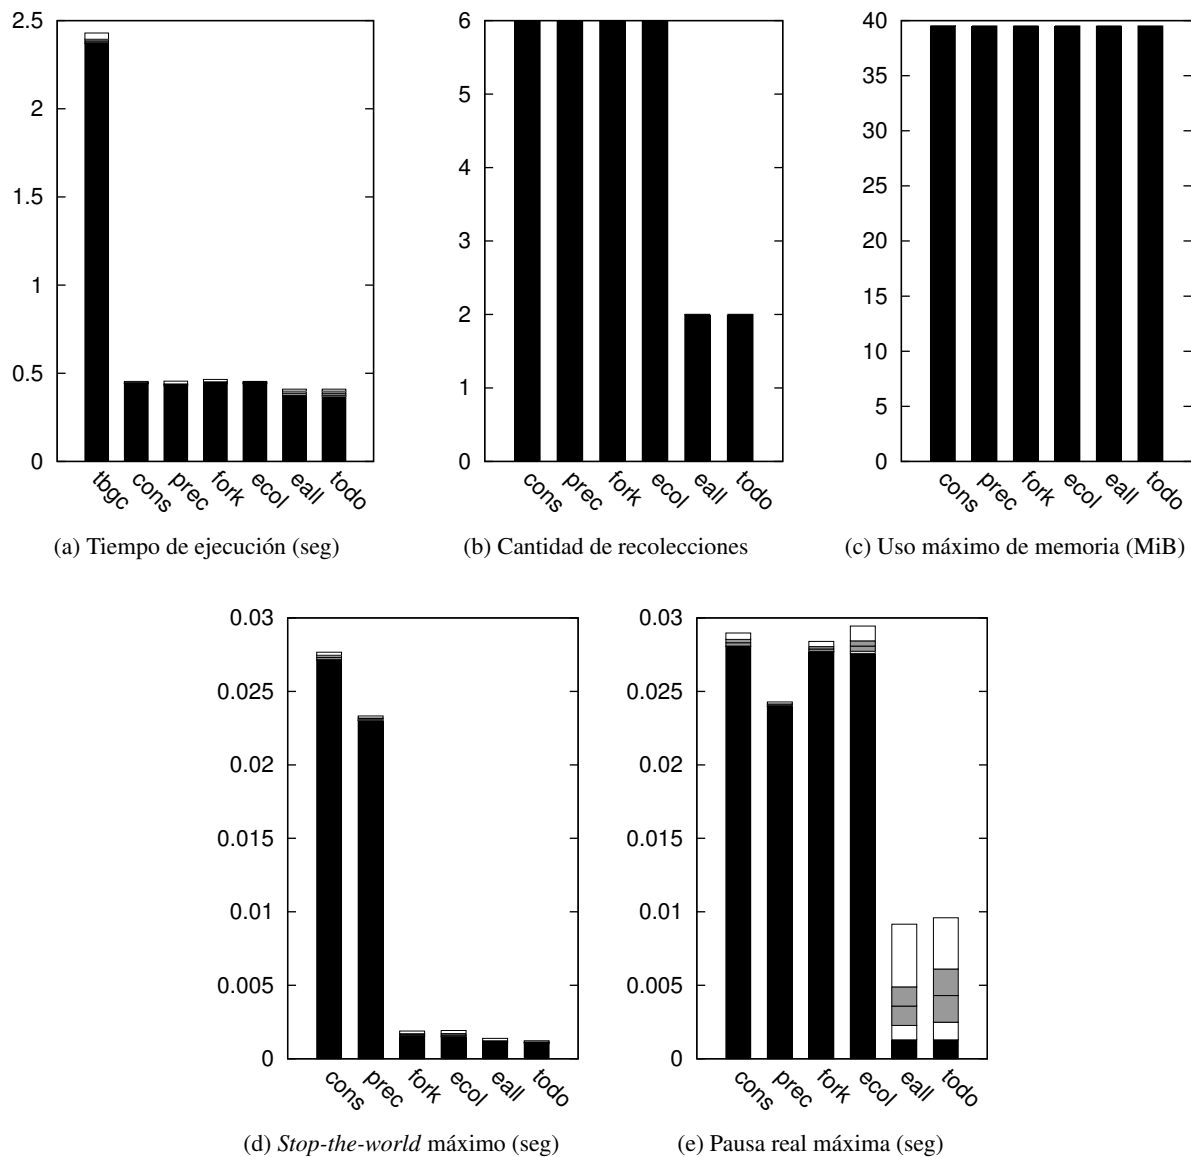 2.5
2
1.5
1
0.5
0
tbgc
cons
prec
fork
ecol
eall
todo
(a) Tiempo de ejecución (seg)
6
5
4
3
2
1
0
cons
prec
fork
ecol
eall
todo
(b) Cantidad de recolecciones
40
35
30
25
20
15
10
5
0
cons
prec
fork
ecol
eall
todo
(c) Uso máximo de memoria (MiB)
0.03
0.025
0.02
0.015
0.01
0.005
0
cons
prec
fork
ecol
eall
todo
(d) Stop-the-world máximo (seg)
0.03
0.025
0.02
0.015
0.01
0.005
0
cons
prec
fork
ecol
eall
todo
(e) Pausa real máxima (seg)